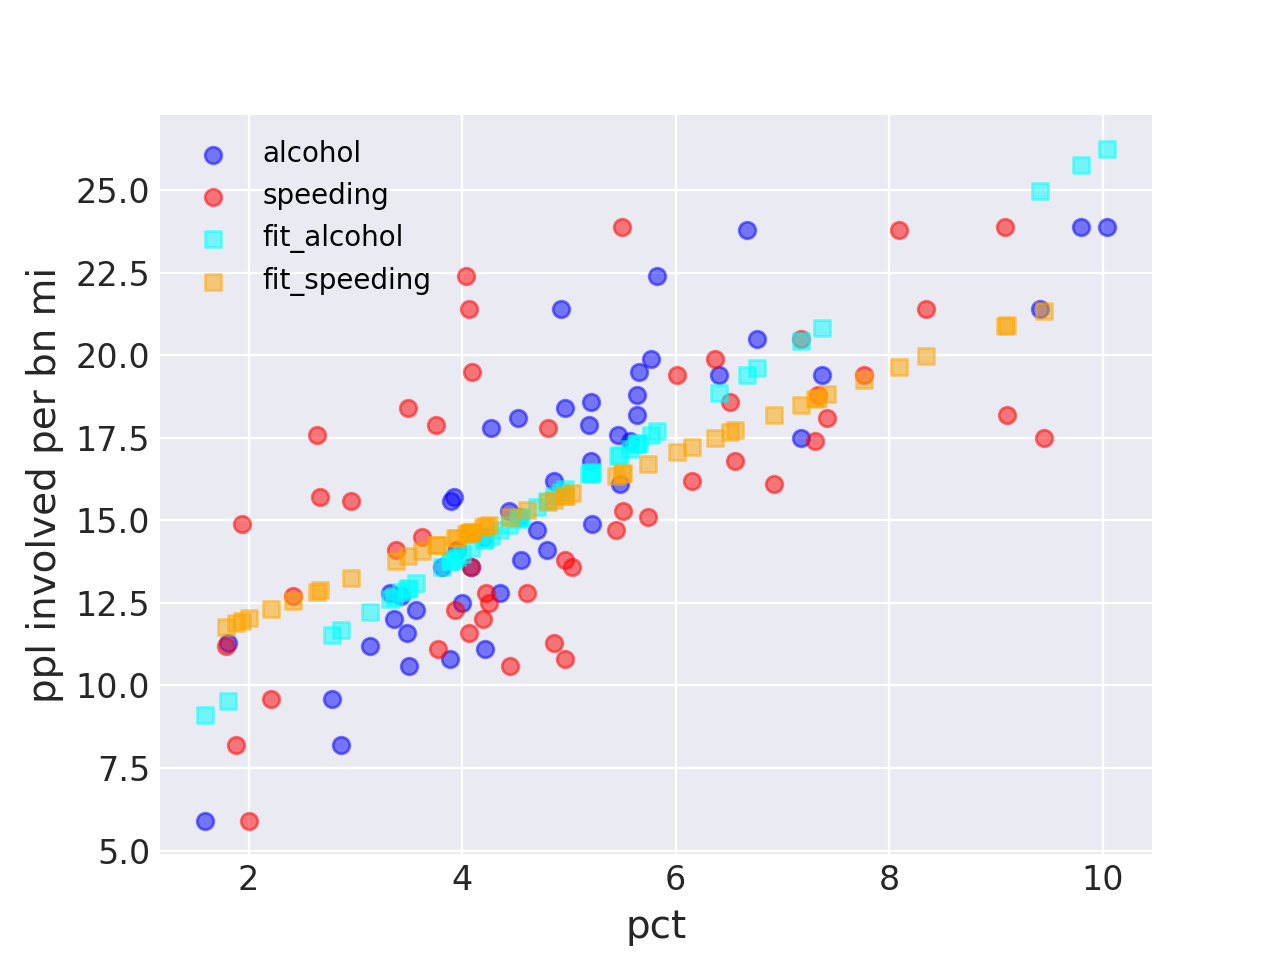 alcohol
speeding
fit_alcohol
fit_speeding
25.0
22.5
20.0
17.5
15.0
12.5
10.0
7.5
5.0
ppl involved per bn mi
2 4 6 8 10
pct